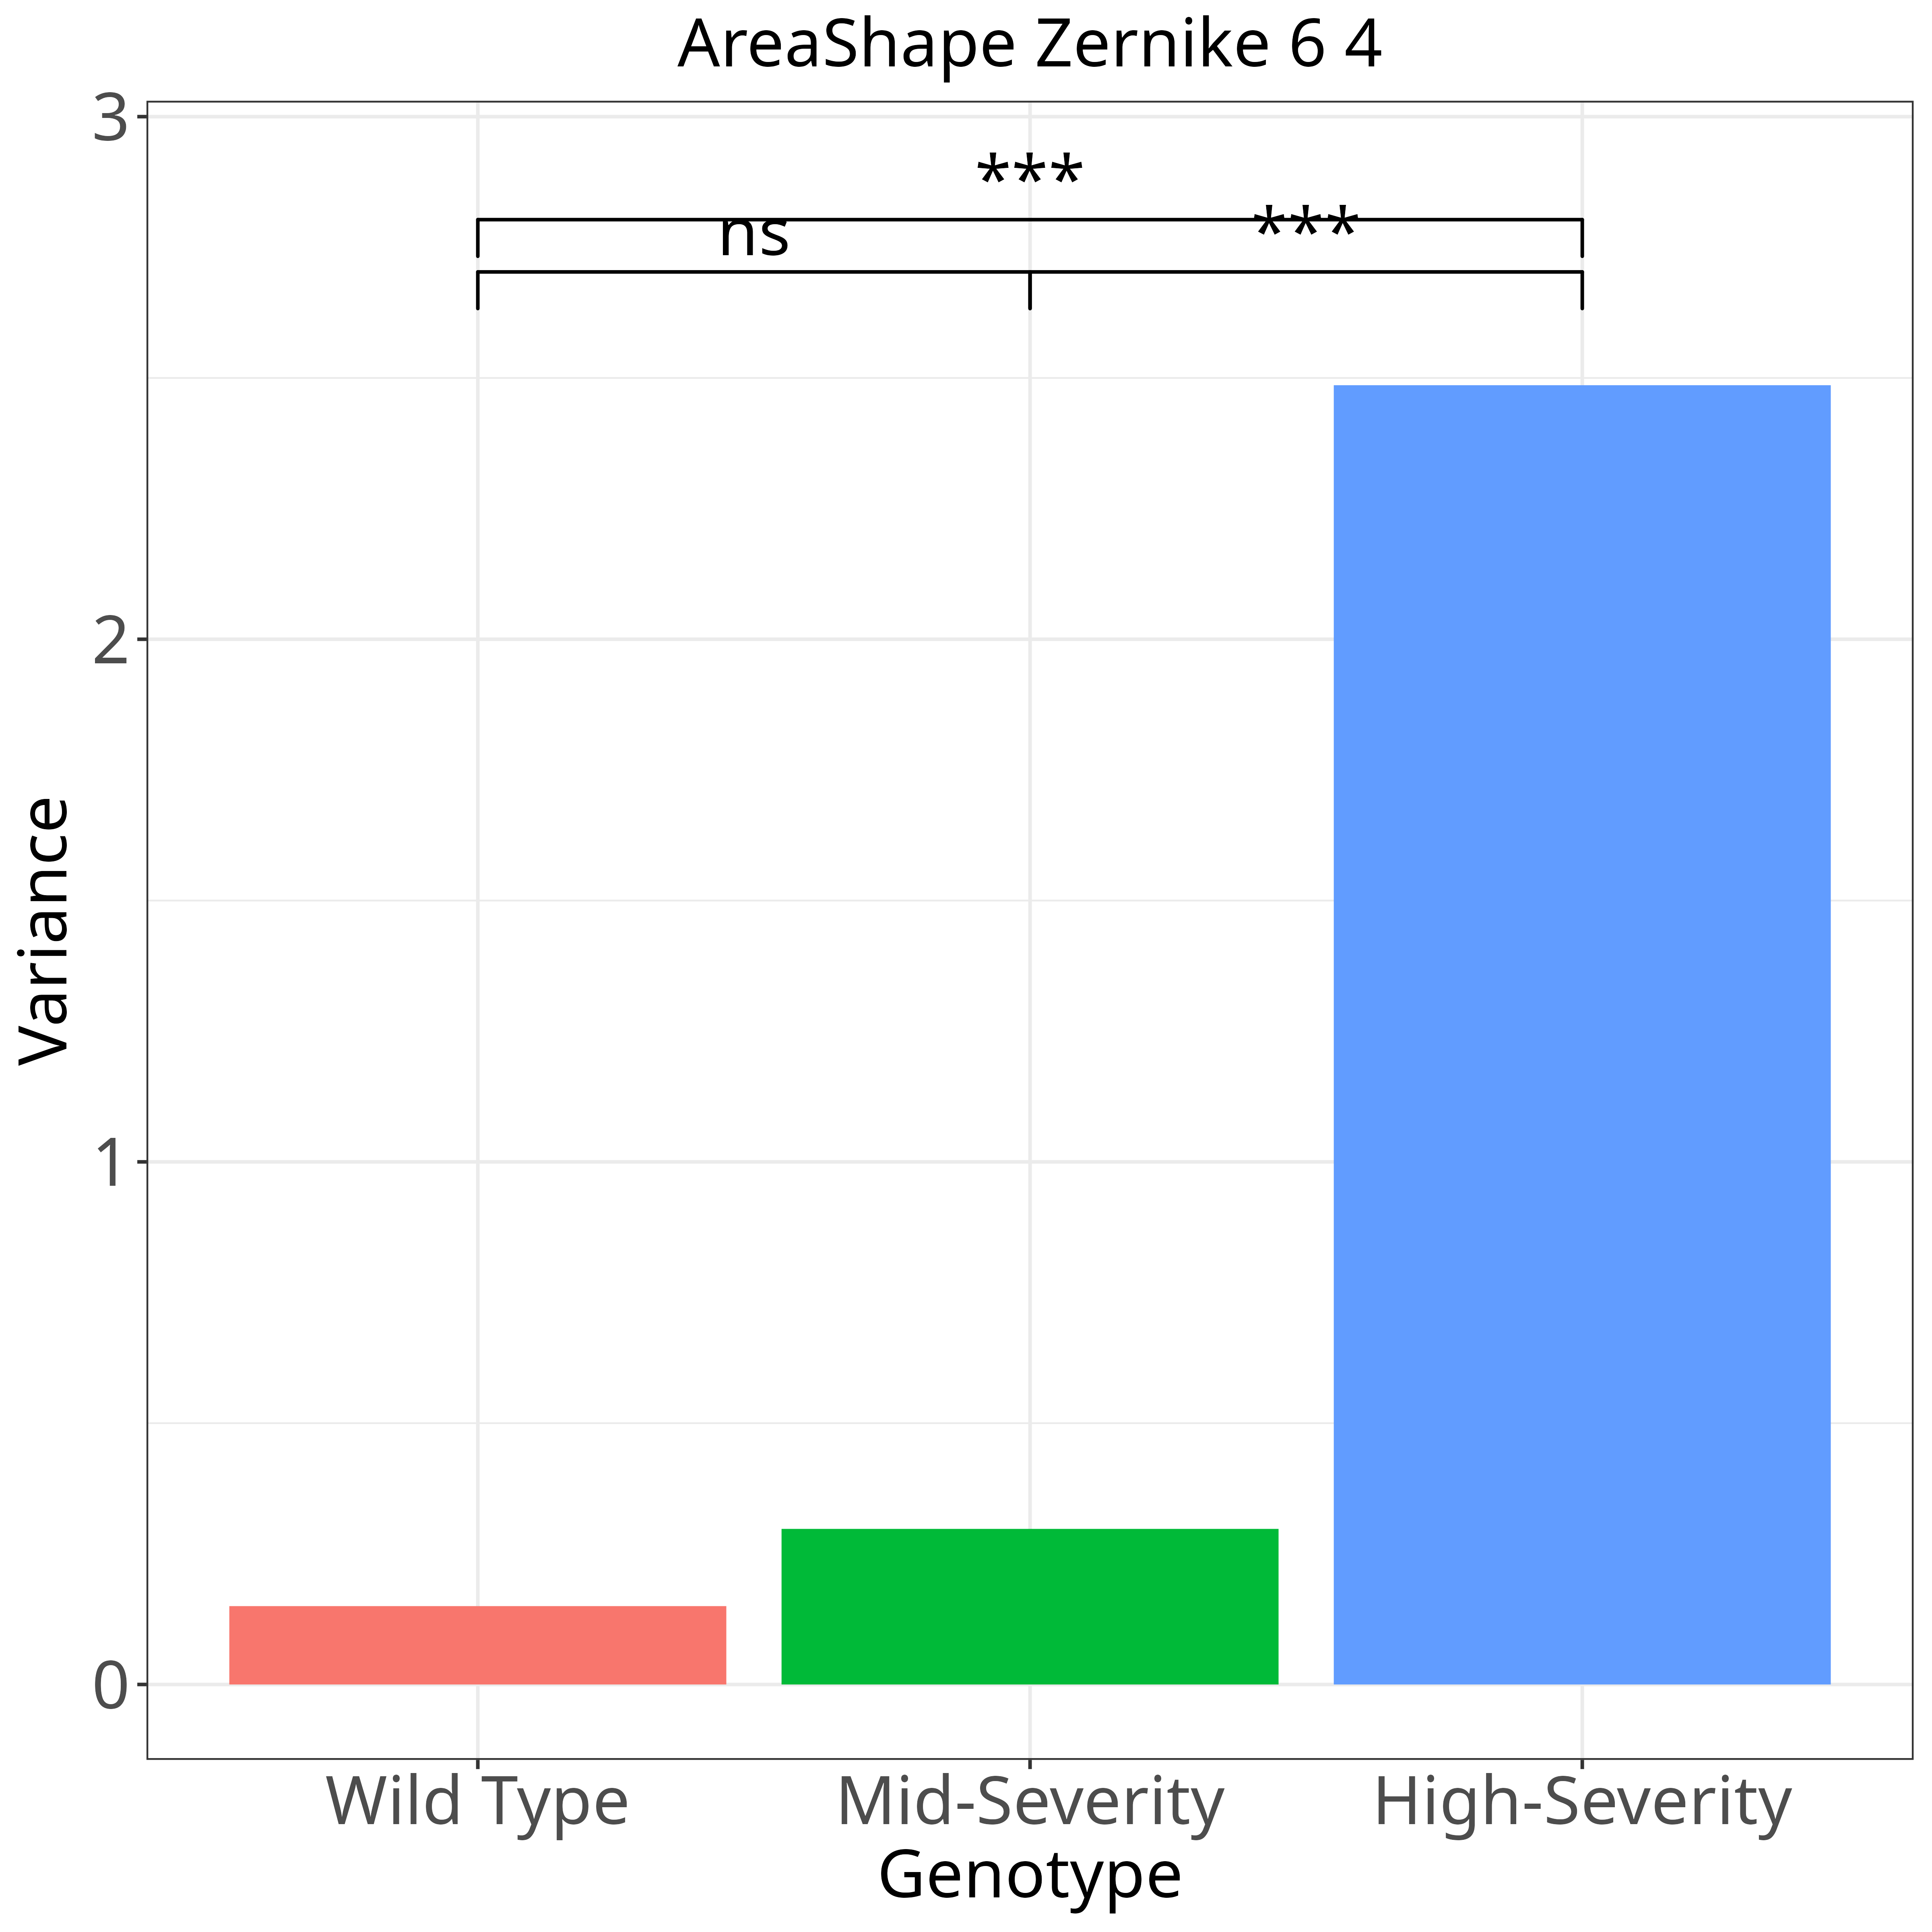 AreaShape Zernike 6 4
3
***
ns
***
2
1
0
Variance
Wild Type
Mid-Severity
High-Severity
Genotype